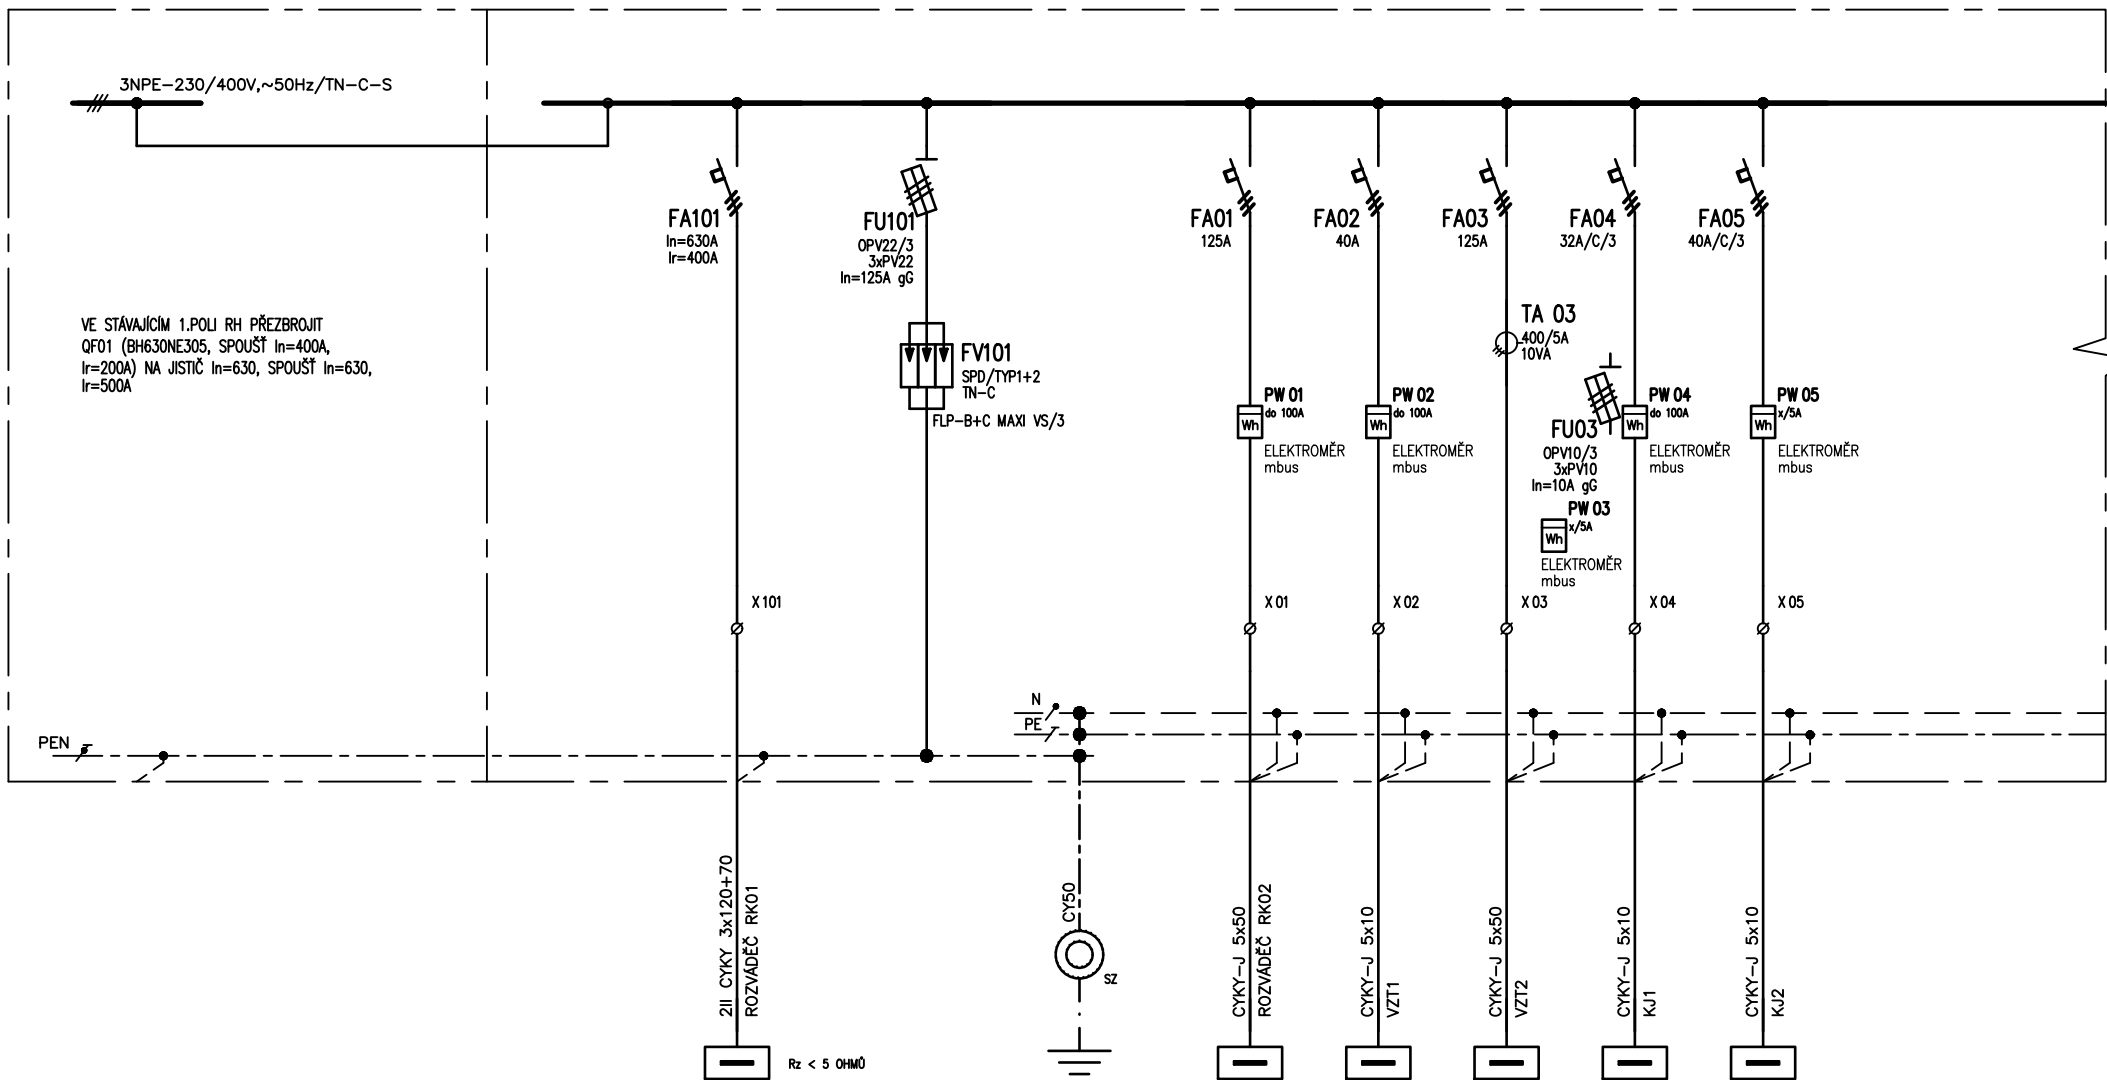 3NPE-230/400V,~50Hz/TN-C-S
VE STÁVAJÍCÍM 1.POLI RH PŘEZBROJIT
QF01 (BH630NE305, SPOUŠŤ In=400A,
Ir=200A) NA JISTIČ In=630, SPOUŠŤ In=630,
Ir=500A
FA101
In=630A
Ir=400A
FU101
OPV22/3
3xPV22
In=125A gG
FV101
SPD/TYP1+2
TN-C
FLP-B+C MAXI VS/3
FA01
125A
FA02
40A
FA03
125A
FA04
32A/C/3
FA05
40A/C/3
TA 03
400/5A
10VA
PW 01
do 100A
Wh
ELEKTROMĚR
mbus
PW 02
do 100A
Wh
ELEKTROMĚR
mbus
FU03
OPV10/3
3xPV10
In=10A gG
PW 03
x/5A
Wh
ELEKTROMĚR
mbus
PW 04
do 100A
Wh
ELEKTROMĚR
mbus
PW 05
x/5A
Wh
ELEKTROMĚR
mbus
X 101
X 01
X 02
X 03
X 04
X 05
N
PE
PEN
2II CYKY 3x120+70
ROZVÁDĚČ RK01
CY50
SZ
CYKY-J 5x50
ROZVÁDĚČ RK02
CYKY-J 5x10
VZT1
CYKY-J 5x50
VZT2
CYKY-J 5x10
KJ1
CYKY-J 5x10
KJ2
Rz < 5 OHMŮ